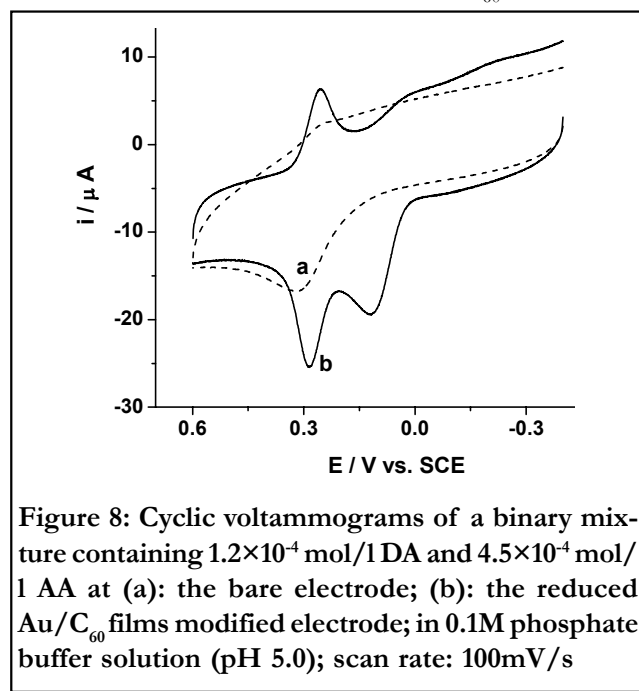 60
10
0
-10
-20
-30
i / μ A
a
b
0.6
0.3
0.0
-0.3
E / V vs. SCE
Figure 8: Cyclic voltammograms of a binary mix-
ture containing 1.2×10⁻⁴ mol/l DA and 4.5×10⁻⁴ mol/
l AA at (a): the bare electrode; (b): the reduced
Au/C₆₀ films modified electrode; in 0.1M phosphate
buffer solution (pH 5.0); scan rate: 100mV/s